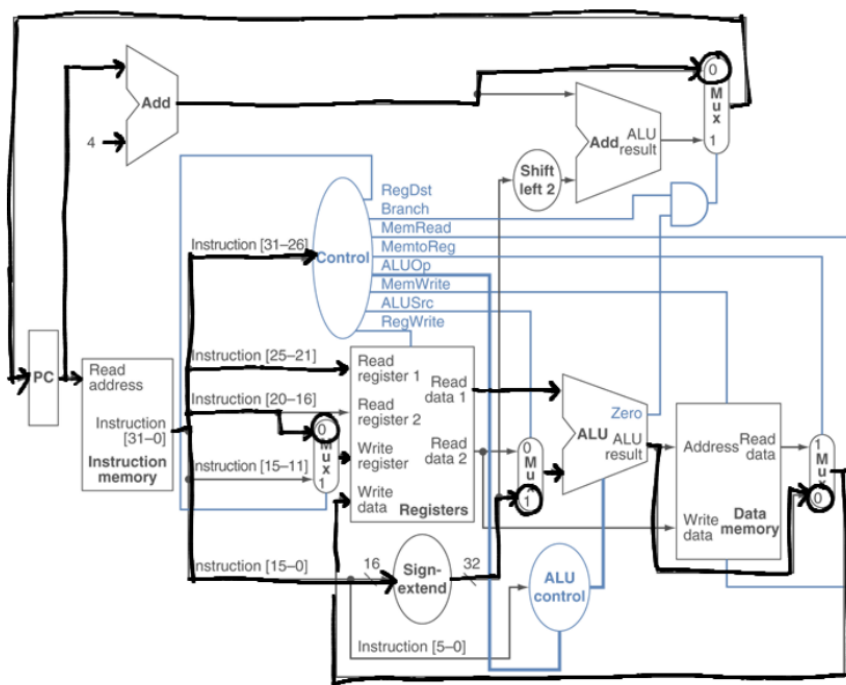 0
M
u
x
1
Add
4
Add ALU
result
Shift
left 2
RegDst
Branch
MemRead
MemtoReg
ALUOp
MemWrite
ALUSrc
RegWrite
Control
Instruction [31–26]
Instruction [25–21]
Instruction [20–16]
Instruction [15–11]
Instruction [15–0]
Instruction [5–0]
PC
Read
address
Instruction
[31–0]
Instruction
memory
0
Mux
1
Read
register 1
Read
register 2
Write
register
Write
data
Read
data 1
Read
data 2
Registers
0
Mu
1
Zero
ALU ALU
result
Address
Read
data
Write
data
Data
memory
1
Mux
0
16
Sign-
extend
32
ALU
control